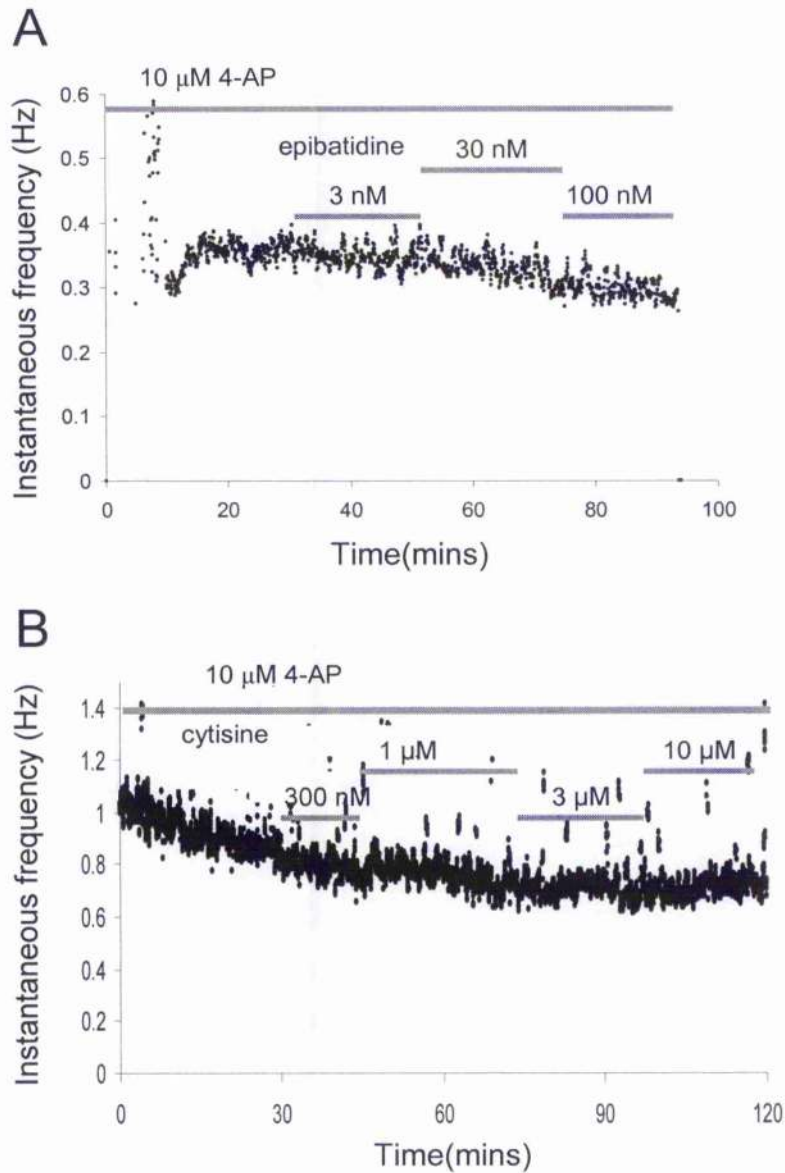 A
10 μM 4-AP
0.6
0.5
epibatidine
30 nM
3 nM
100 nM
0.4
0.3
0.2
0.1
0
0
20
40
60
80
100
Instantaneous frequency (Hz)
Time(mins)
B
10 μM 4-AP
1.4
cytisine
1 μM
10 μM
1.2
300 nM
3 μM
1
0.8
0.6
0.4
0.2
0
0
30
60
90
120
Instantaneous frequency (Hz)
Time(mins)